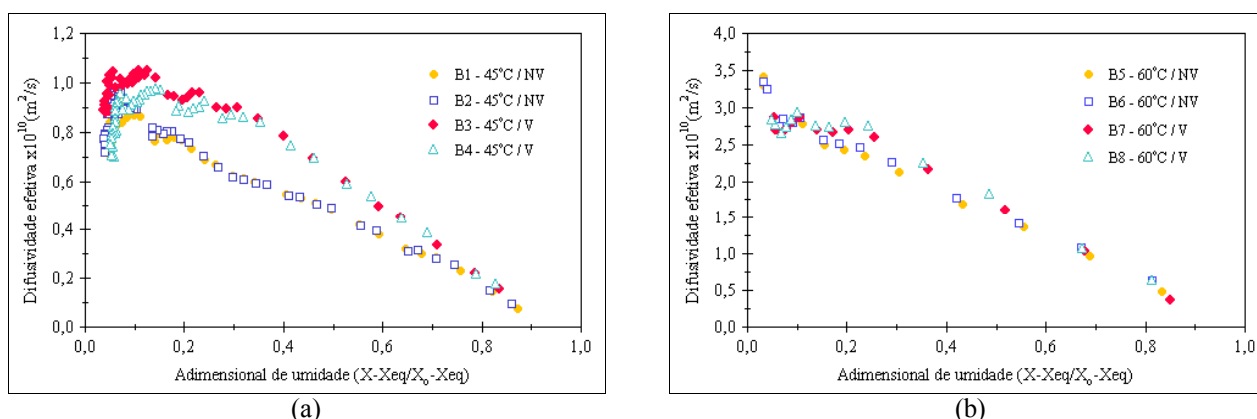 1,2
1,0
0,8
0,6
0,4
0,2
0,0
0,0 0,2 0,4 0,6 0,8 1,0
Difusividade efetiva x10¹⁰ (m²/s)
Adimensional de umidade (X-Xeq/Xₒ-Xeq)
B1 - 45°C / NV
B2 - 45°C / NV
B3 - 45°C / V
B4 - 45°C / V
(a)
4,0
3,5
3,0
2,5
2,0
1,5
1,0
0,5
0,0
0,0 0,2 0,4 0,6 0,8 1,0
Difusividade efetiva x10¹⁰ (m²/s)
Adimensional de umidade (X-Xeq/Xₒ-Xeq)
B5 - 60°C / NV
B6 - 60°C / NV
B7 - 60°C / V
B8 - 60°C / V
(b)